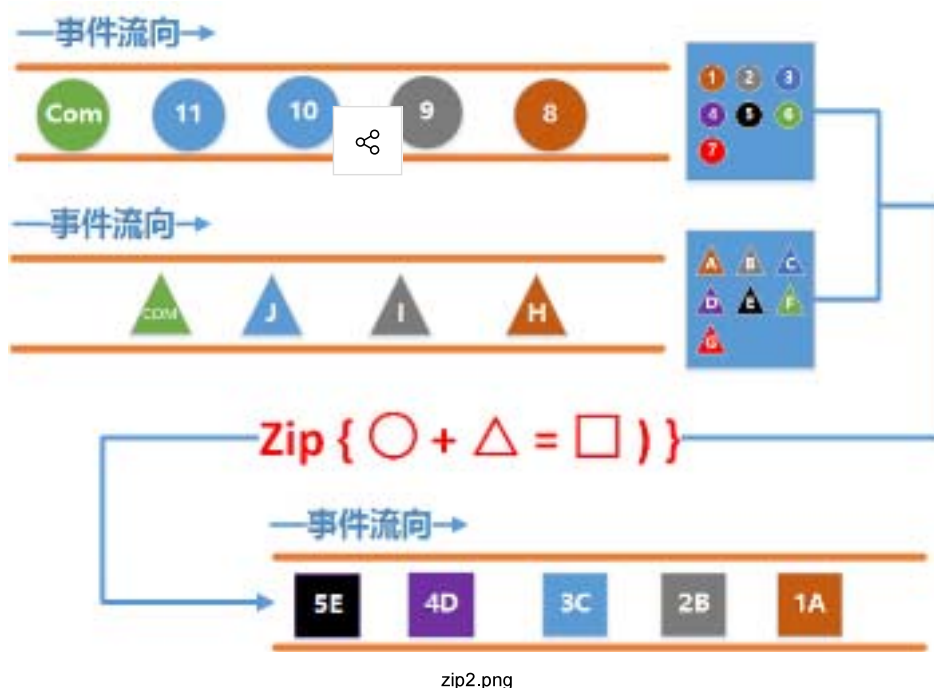 事件流向
Com 11 10 9 8
1 2 3
4 5 6
7
事件流向
COM J I H
A B C
D E F
G
Zip { ○ + △ = □ ) }
事件流向
5E 4D 3C 2B 1A
zip2.png